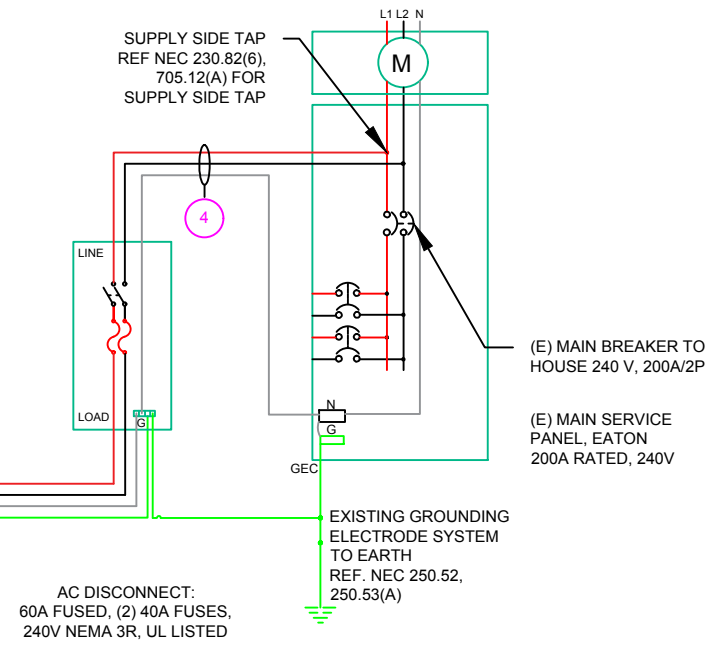 L1 L2 N
SUPPLY SIDE TAP
REF NEC 230.82(6),
705.12(A) FOR
SUPPLY SIDE TAP
M
4
LINE
LOAD
G
(E) MAIN BREAKER TO
HOUSE 240 V, 200A/2P
N
G
(E) MAIN SERVICE
PANEL, EATON
200A RATED, 240V
GEC
EXISTING GROUNDING
ELECTRODE SYSTEM
TO EARTH
REF. NEC 250.52,
250.53(A)
AC DISCONNECT:
60A FUSED, (2) 40A FUSES,
240V NEMA 3R, UL LISTED